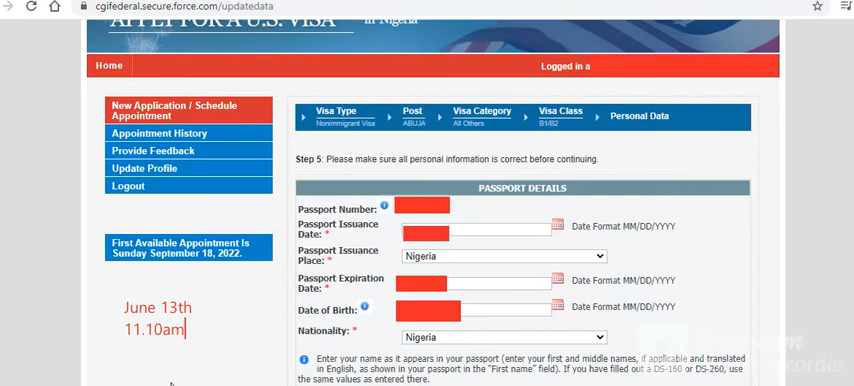 cgifederal.secure.force.com/updatedata
APPLY FOR A U.S. VISA in Nigeria
Home
Logged in a
New Application / Schedule
Appointment
Appointment History
Provide Feedback
Update Profile
Logout
First Available Appointment Is
Sunday September 18, 2022.
June 13th
11.10am
Visa Type
Nonimmigrant Visa
Post
ABUJA
Visa Category
All Others
Visa Class
B1/B2
Personal Data
Step 5: Please make sure all personal information is correct before continuing.
PASSPORT DETAILS
Passport Number:
Passport Issuance
Date: *
Date Format MM/DD/YYYY
Passport Issuance
Place: *
Nigeria
Passport Expiration
Date: *
Date Format MM/DD/YYYY
Date of Birth:
Date Format MM/DD/YYYY
Nationality: *
Nigeria
Enter your name as it appears in your passport (enter your first and middle names, if applicable and translated
in English, as shown in your passport in the "First name" field). If you have filled out a DS-160 or DS-260, use
the same values as entered there.